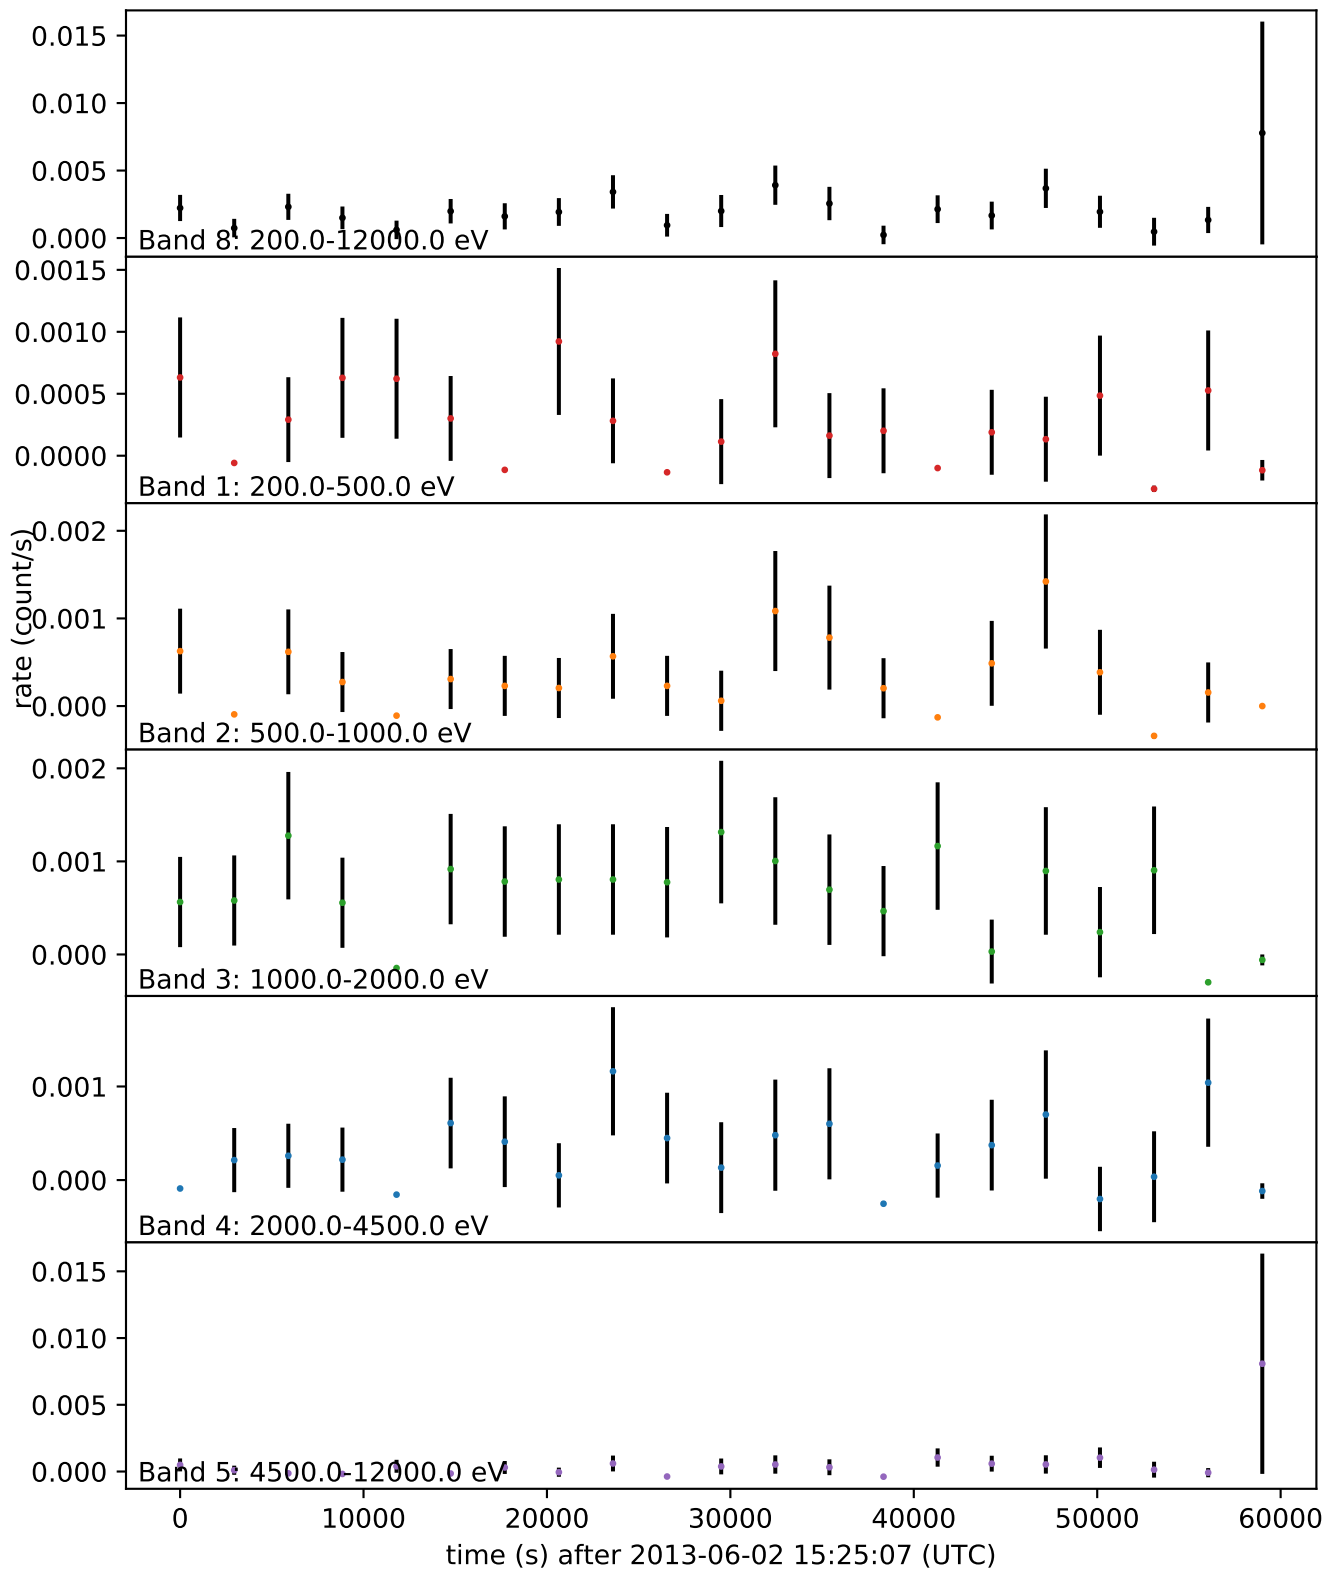 0.015
0.010
0.005
0.000
Band 8: 200.0-12000.0 eV
0.0015
0.0010
0.0005
0.0000
Band 1: 200.0-500.0 eV
rate (count/s)
0.002
0.001
0.000
Band 2: 500.0-1000.0 eV
0.002
0.001
0.000
Band 3: 1000.0-2000.0 eV
0.001
0.000
Band 4: 2000.0-4500.0 eV
0.015
0.010
0.005
0.000
Band 5: 4500.0-12000.0 eV
0 10000 20000 30000 40000 50000 60000
time (s) after 2013-06-02 15:25:07 (UTC)